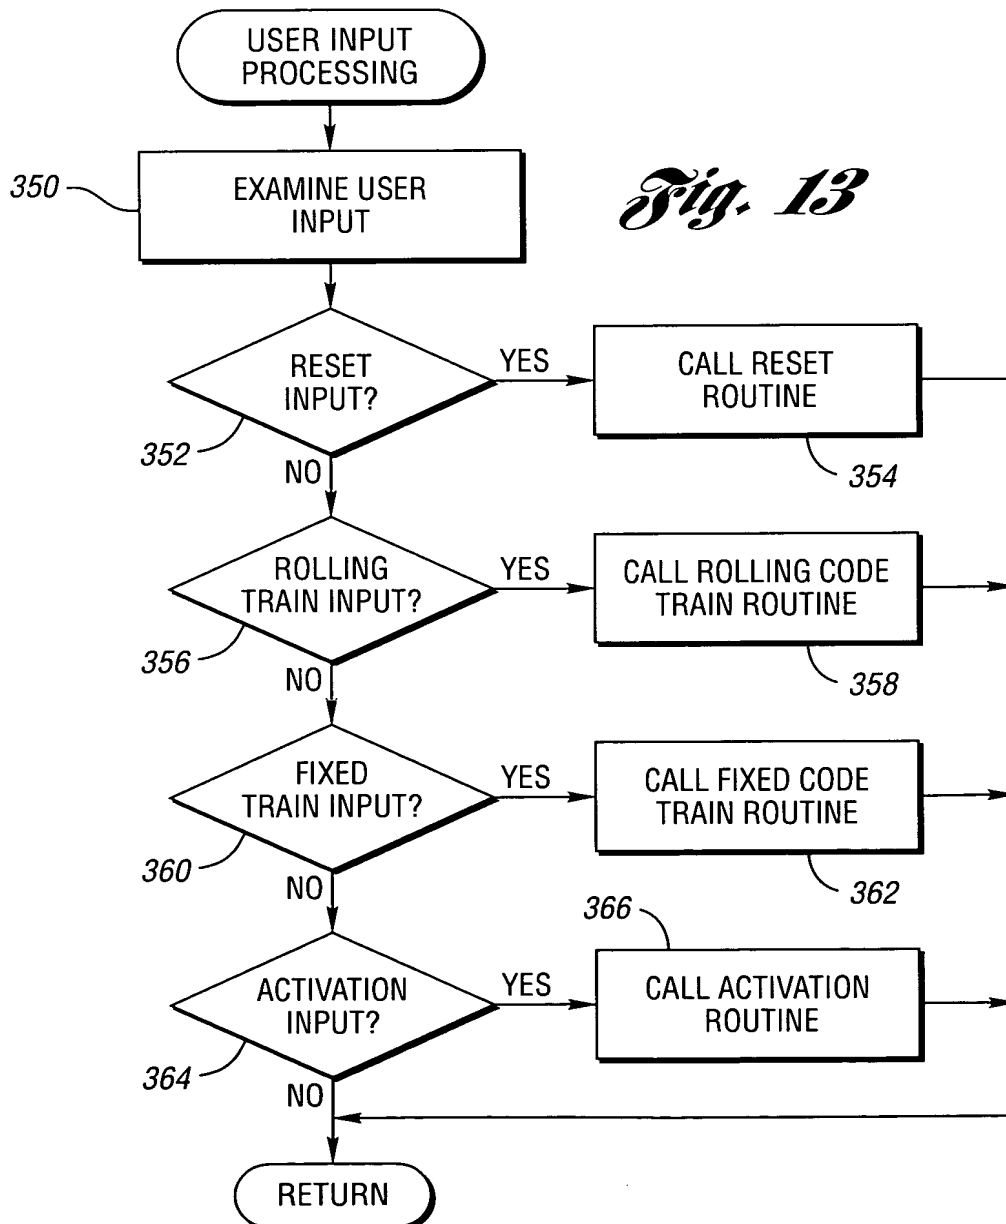 USER INPUT
PROCESSING
350
EXAMINE USER
INPUT
Fig. 13
RESET
INPUT?
352
YES
CALL RESET
ROUTINE
354
NO
ROLLING
TRAIN INPUT?
356
YES
CALL ROLLING CODE
TRAIN ROUTINE
358
NO
FIXED
TRAIN INPUT?
360
YES
CALL FIXED CODE
TRAIN ROUTINE
362
NO
ACTIVATION
INPUT?
364
YES
366
CALL ACTIVATION
ROUTINE
NO
RETURN